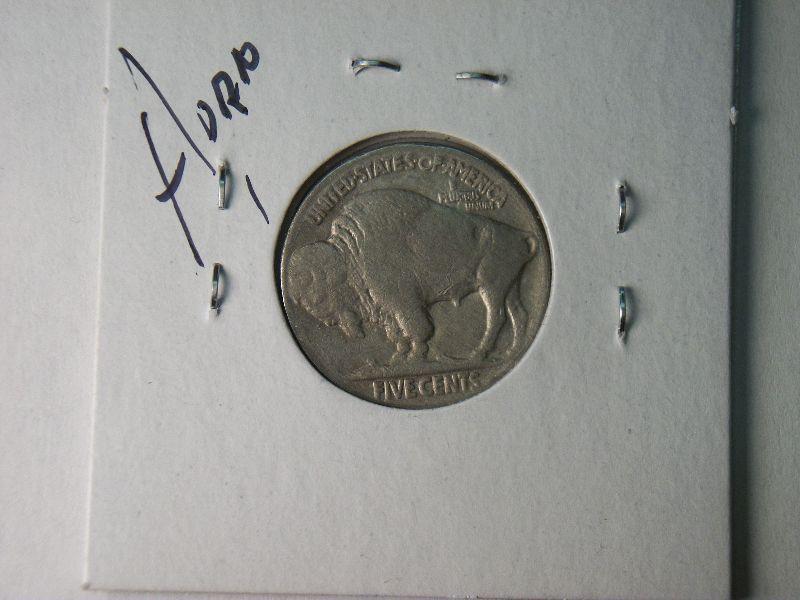 UNITED STATES OF AMERICA
E
PLURIBUS
UNUM
FIVE CENTS